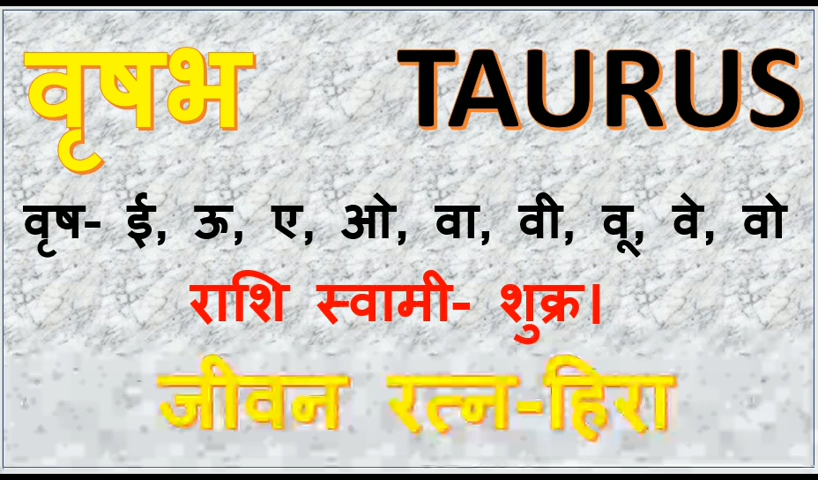 वृषभ TAURUS
वृष- ई, ऊ, ए, ओ, वा, वी, वू, वे, वो
राशि स्वामी- शुक्र।
जीवन रत्न-हिरा